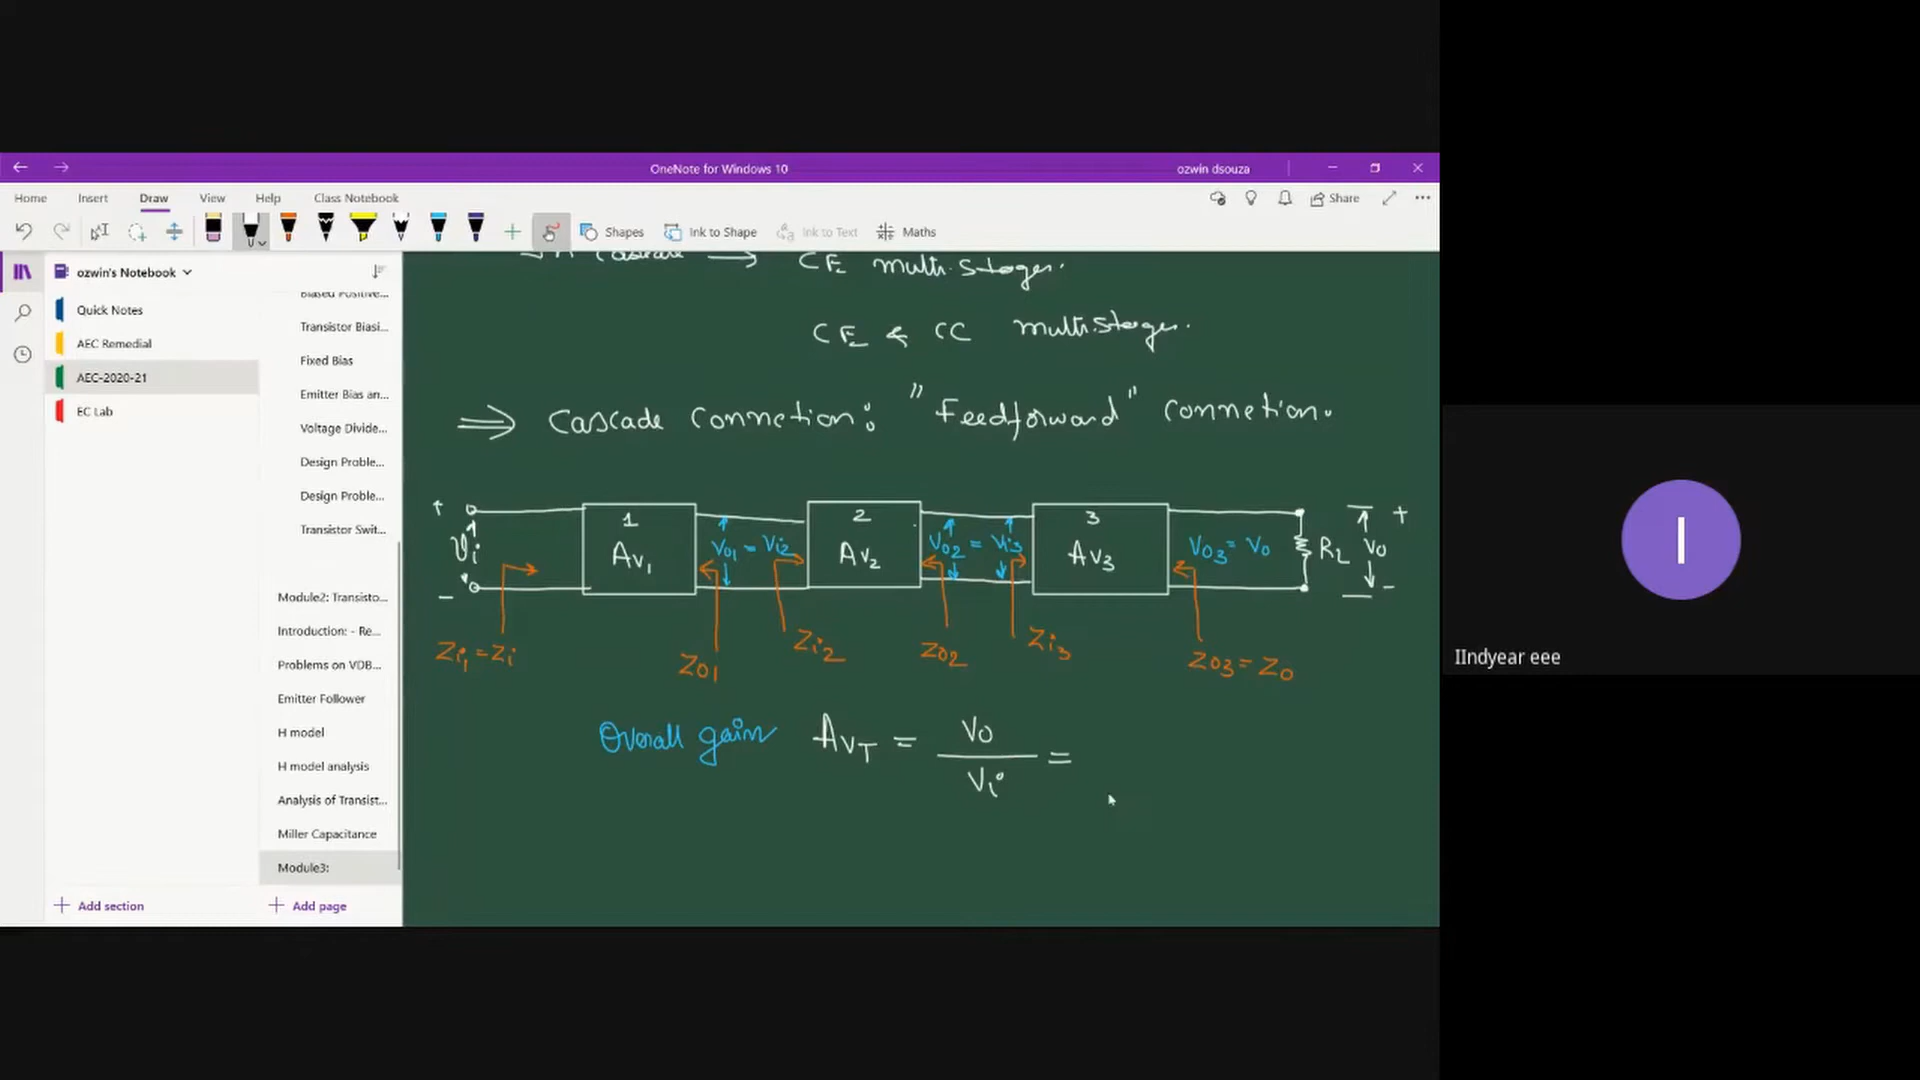 OneNote for Windows 10
ozwin dsouza
Home Insert Draw View Help Class Notebook
Share
Shapes Ink to Shape Ink to Text Maths
ozwin's Notebook
Quick Notes
AEC Remedial
AEC-2020-21
EC Lab
Add section
Biased Positive...
Transistor Biasi...
Fixed Bias
Emitter Bias an...
Voltage Divide...
Design Proble...
Design Proble...
Transistor Swit...
Module2: Transisto...
Introduction: - Re...
Problems on VDB...
Emitter Follower
H model
H model analysis
Analysis of Transist...
Miller Capacitance
Module3:
Add page
cascade → CE multistages.
CE & CC multistages.
⇒ Cascade connection: "Feedforward" connection.
+ 1 2 3 +
Vi Av1 Vo1 = Vi2 Av2 Vo2 = Vi3 Av3 Vo3 = Vo RL Vo
- -
Zi1 = Zi Zo1 Zi2 Zo2 Zi3 Zo3 = Zo
Overall gain AVT = Vo / Vi =
I
IIndyear eee